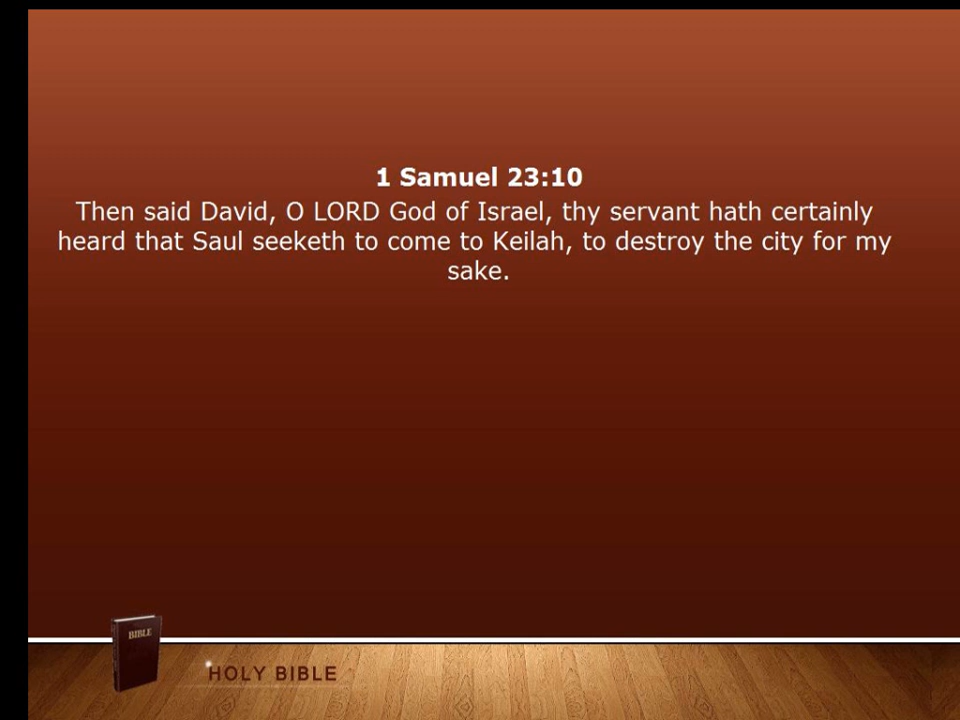 1 Samuel 23:10
Then said David, O LORD God of Israel, thy servant hath certainly
heard that Saul seeketh to come to Keilah, to destroy the city for my
sake.
BIBLE
HOLY BIBLE